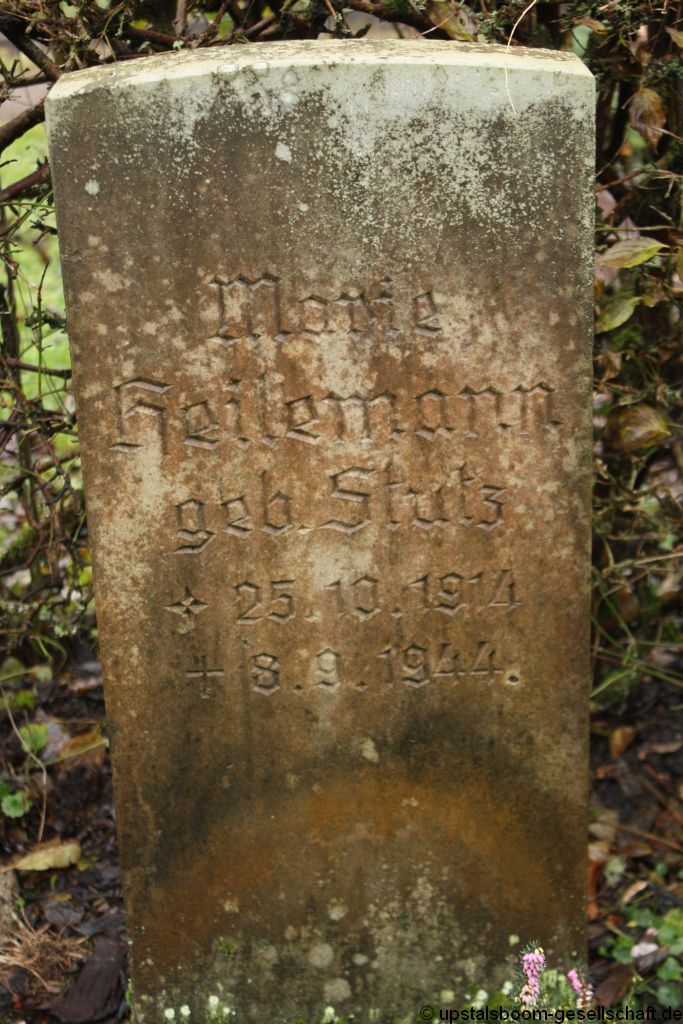 Marie
Heilemann
geb. Stutz
25.10.1914
8.9.1944.
© upstalsboom-gesellschaft.de